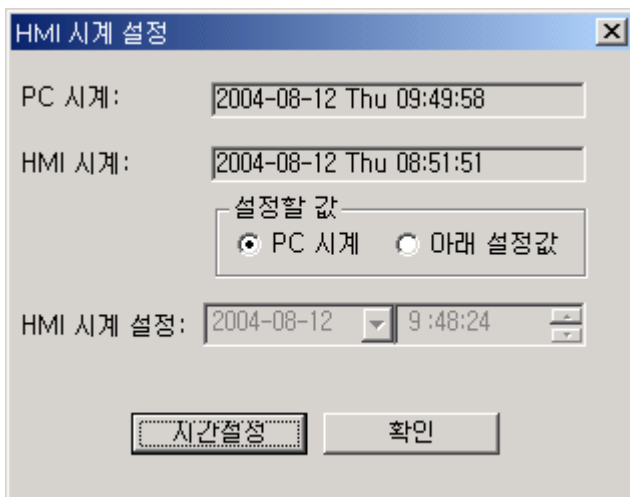 HMI 시계 설정
PC 시계: 2004-08-12 Thu 09:49:58
HMI 시계: 2004-08-12 Thu 08:51:51
설정할 값
PC 시계 아래 설정값
HMI 시계 설정: 2004-08-12 9:48:24
시간설정 확인